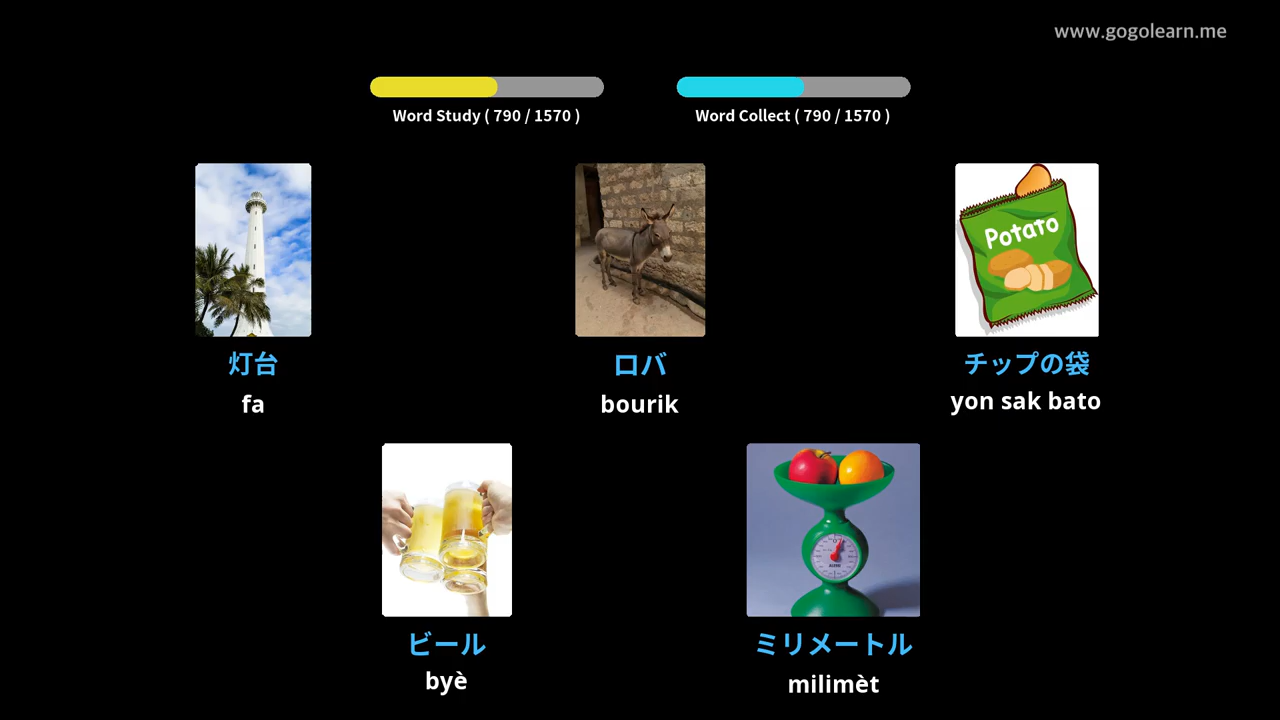 www.gogolearn.me
Word Study ( 790 / 1570 )
Word Collect ( 790 / 1570 )
Potato
灯台
fa
ロバ
bourik
チップの袋
yon sak bato
ビール
byè
ミリメートル
milimèt